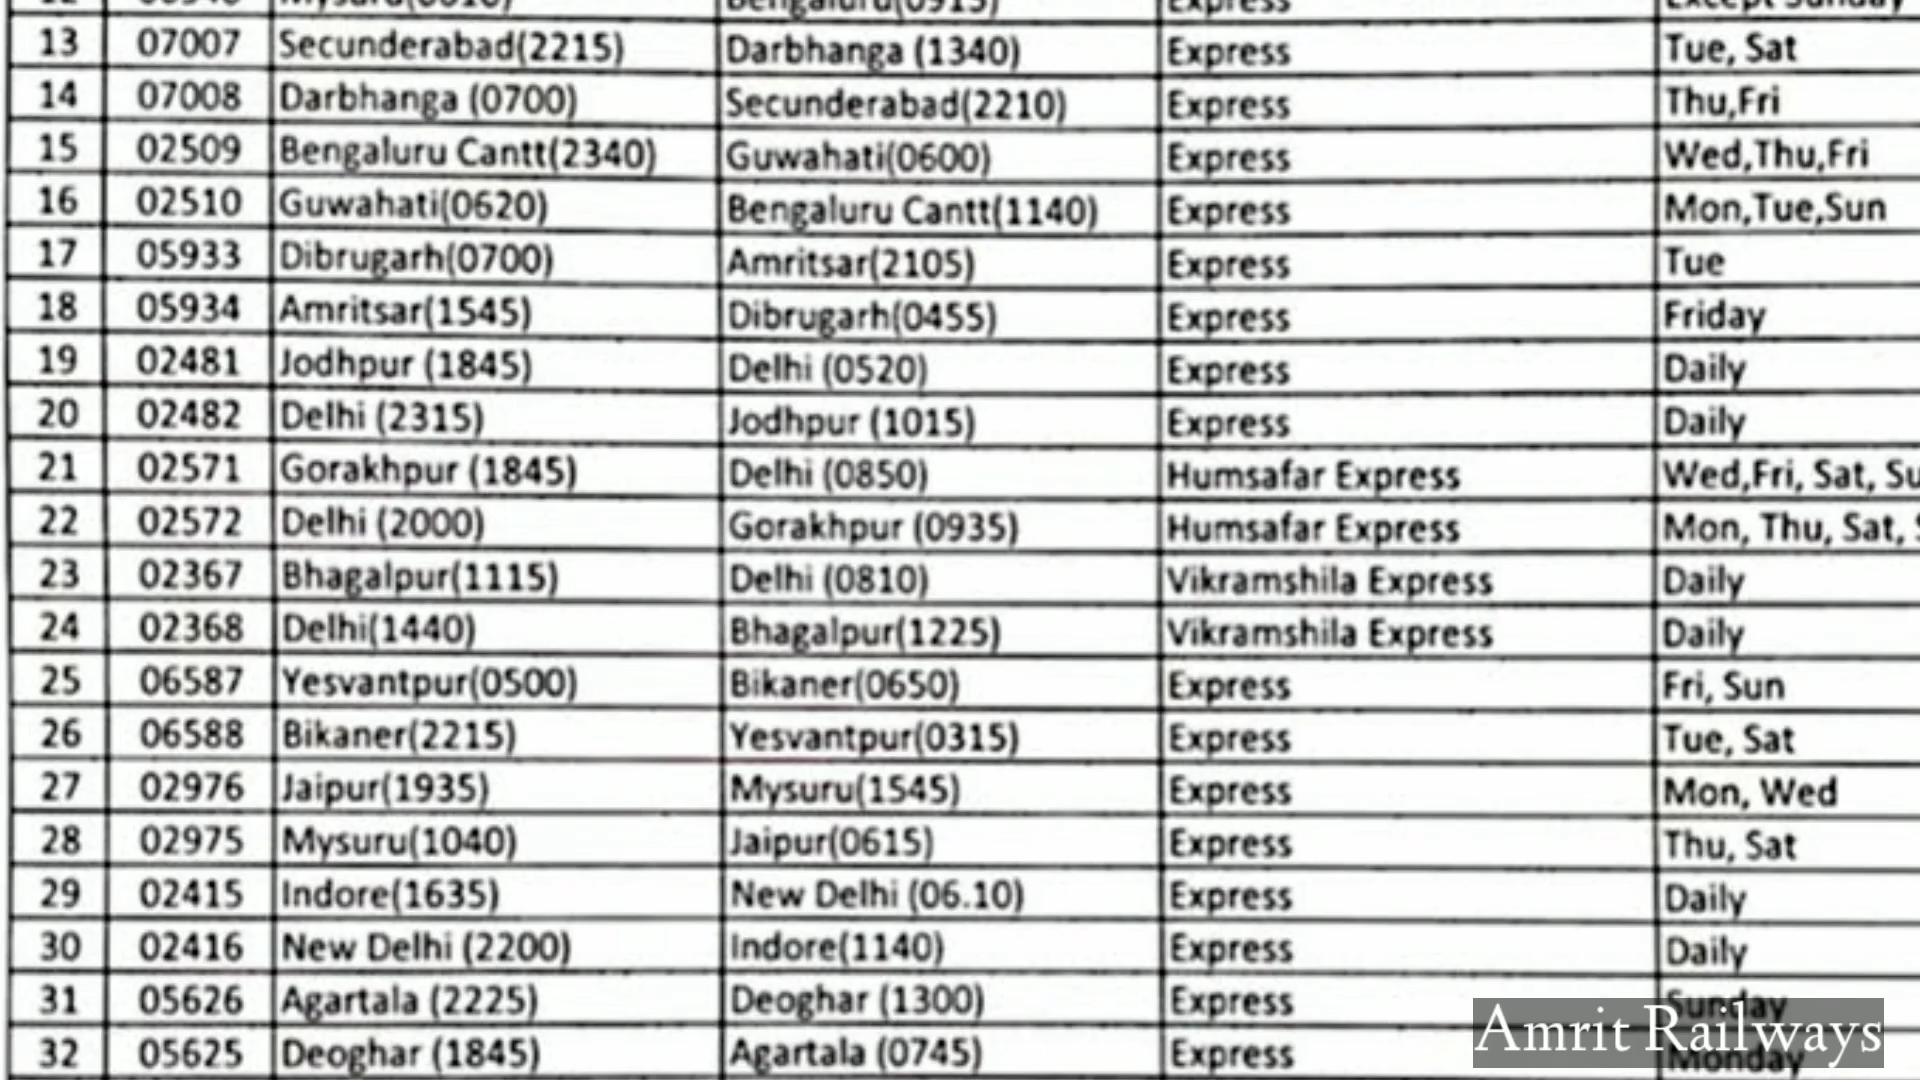 13 07007 Secunderabad(2215) Darbhanga (1340) Express Tue, Sat
14 07008 Darbhanga (0700) Secunderabad(2210) Express Thu,Fri
15 02509 Bengaluru Cantt(2340) Guwahati(0600) Express Wed,Thu,Fri
16 02510 Guwahati(0620) Bengaluru Cantt(1140) Express Mon,Tue,Sun
17 05933 Dibrugarh(0700) Amritsar(2105) Express Tue
18 05934 Amritsar(1545) Dibrugarh(0455) Express Friday
19 02481 Jodhpur (1845) Delhi (0520) Express Daily
20 02482 Delhi (2315) Jodhpur (1015) Express Daily
21 02571 Gorakhpur (1845) Delhi (0850) Humsafar Express Wed,Fri, Sat, Su
22 02572 Delhi (2000) Gorakhpur (0935) Humsafar Express Mon, Thu, Sat,
23 02367 Bhagalpur(1115) Delhi (0810) Vikramshila Express Daily
24 02368 Delhi(1440) Bhagalpur(1225) Vikramshila Express Daily
25 06587 Yesvantpur(0500) Bikaner(0650) Express Fri, Sun
26 06588 Bikaner(2215) Yesvantpur(0315) Express Tue, Sat
27 02976 Jaipur(1935) Mysuru(1545) Express Mon, Wed
28 02975 Mysuru(1040) Jaipur(0615) Express Thu, Sat
29 02415 Indore(1635) New Delhi (06.10) Express Daily
30 02416 New Delhi (2200) Indore(1140) Express Daily
31 05626 Agartala (2225) Deoghar (1300) Express Sunday
32 05625 Deoghar (1845) Agartala (0745) Express Monday
Amrit Railways